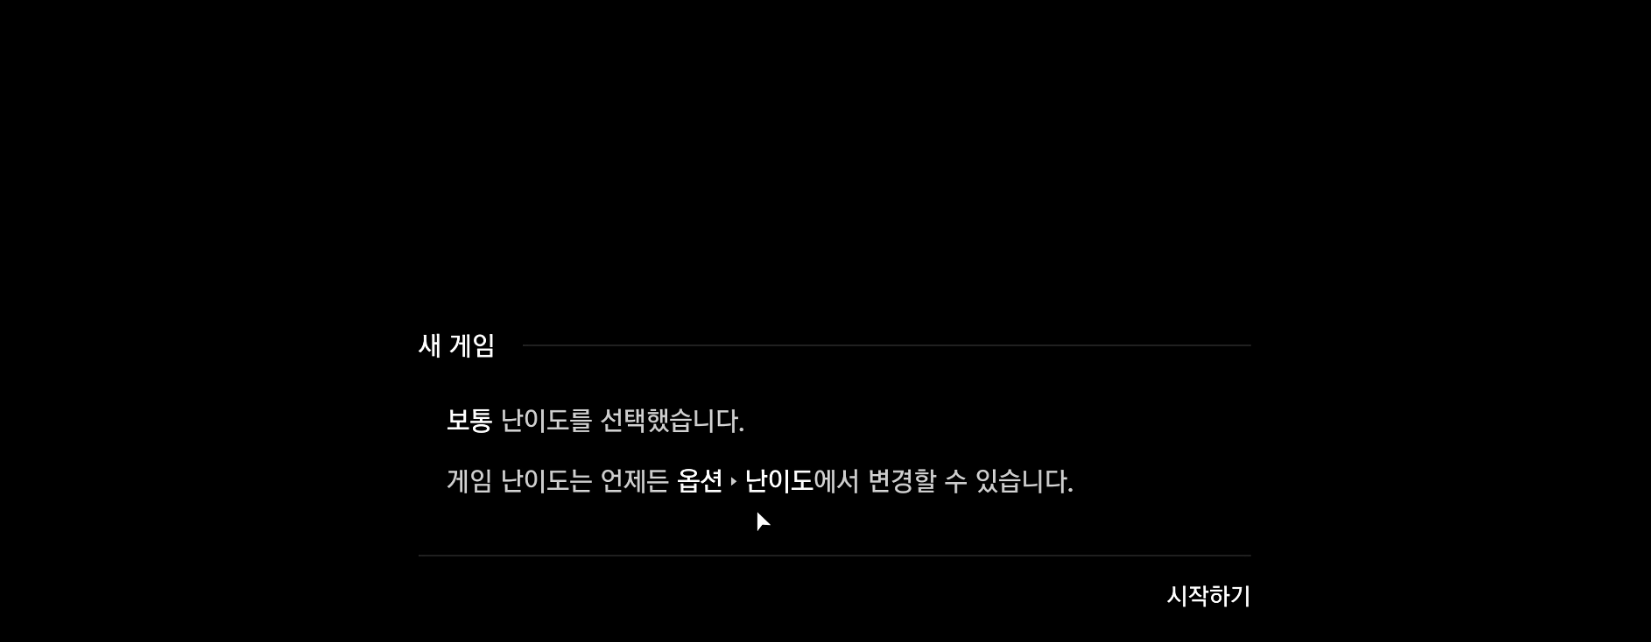 새 게임
보통 난이도를 선택했습니다.
게임 난이도는 언제든 옵션 ▸ 난이도에서 변경할 수 있습니다.
시작하기